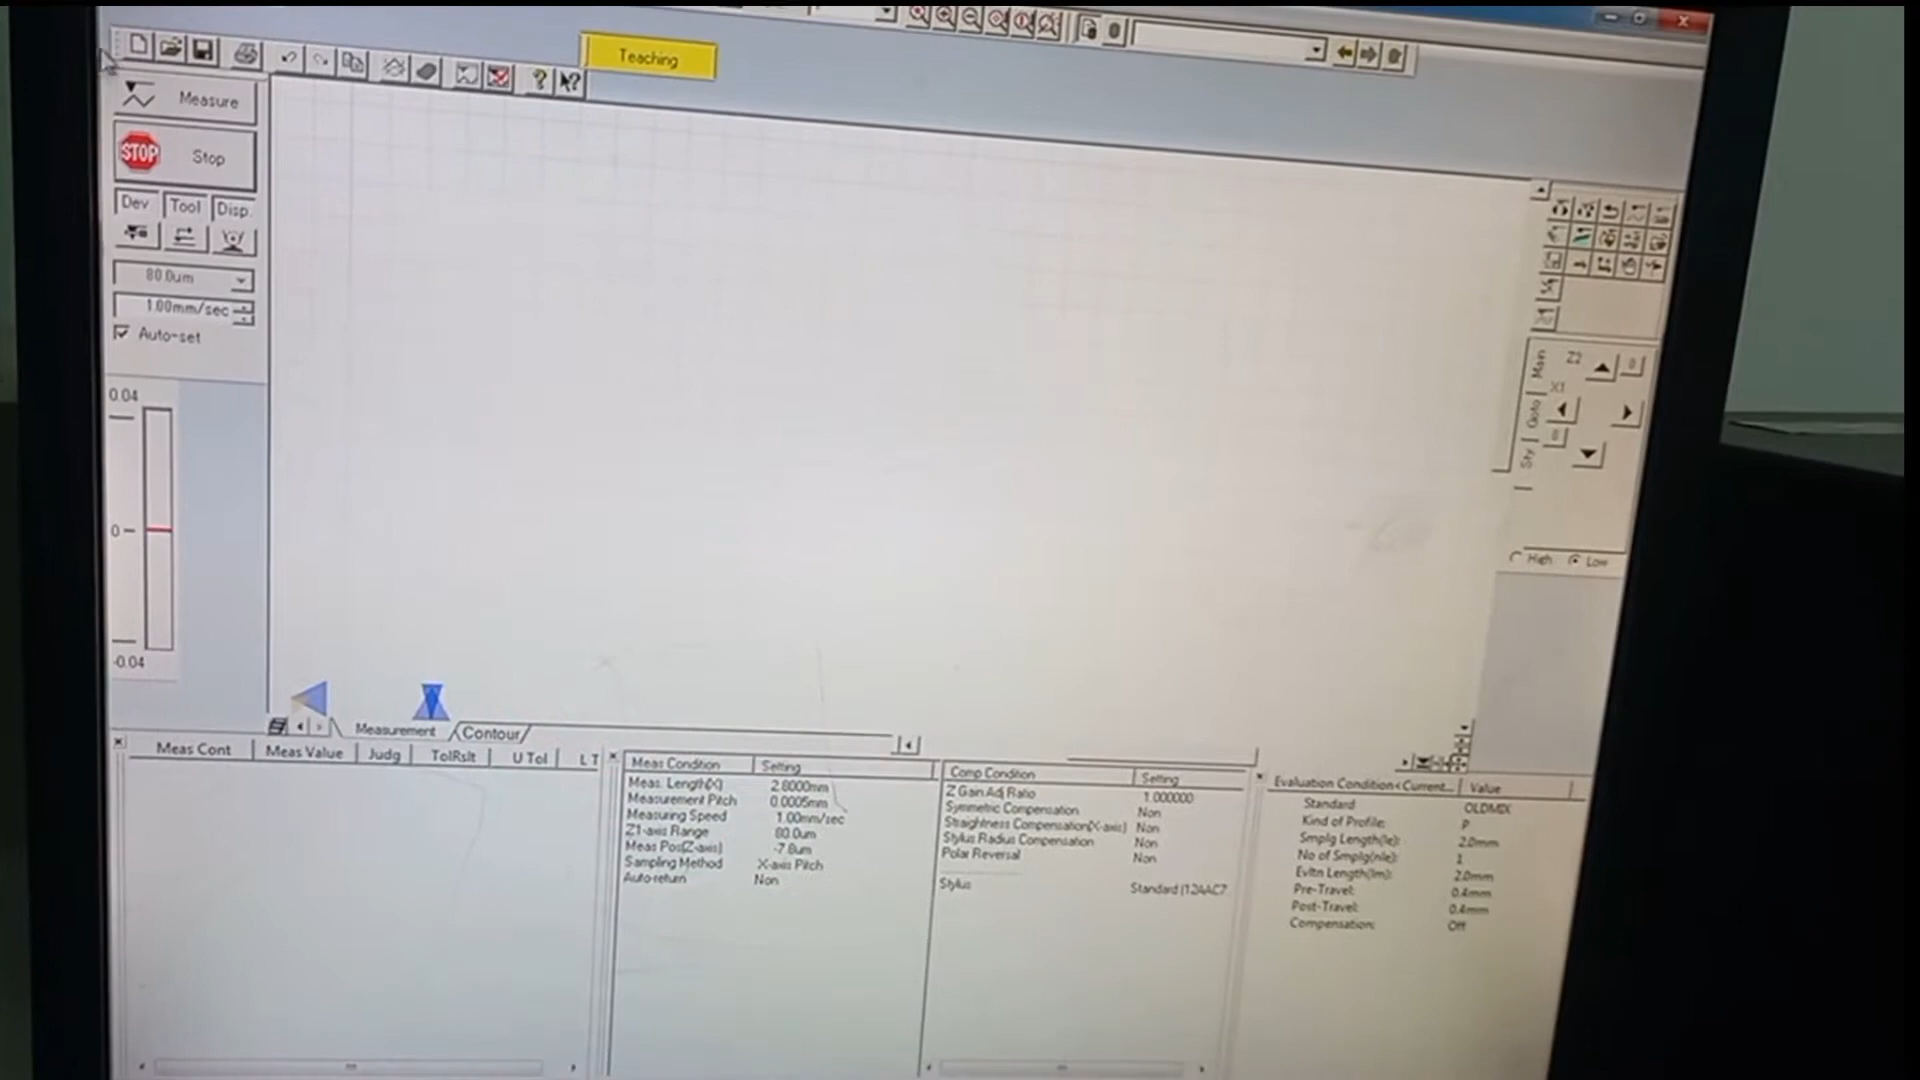 Teaching
Measure
STOP Stop
Dev Tool Disp.
80.0um
1.00mm/sec
Auto-set
0.04
0
-0.04
Z2
X1
Main
Goto
Sty
High Low
Measurement Contour
Meas Cont Meas Value Judg TolRslt U Tol L T
Meas Condition Setting
Meas. Length(X) 2.8000mm
Measurement Pitch 0.0005mm
Measuring Speed 1.00mm/sec
Z1-axis Range 80.0um
Meas Pos(Z-axis) -7.8um
Sampling Method X-axis Pitch
Auto-return Non
Comp Condition Setting
Z Gain Adj Ratio 1.000000
Symmetric Compensation Non
Straightness Compensation(X-axis) Non
Stylus Radius Compensation Non
Polar Reversal Non
Stylus Standard (12AAC7
Evaluation Condition<Current... Value
Standard OLDMIX
Kind of Profile: P
Smplg Length(le): 2.0mm
No of Smplg(nle): 1
Evltn Length(lm): 2.0mm
Pre-Travel: 0.4mm
Post-Travel: 0.4mm
Compensation: Off